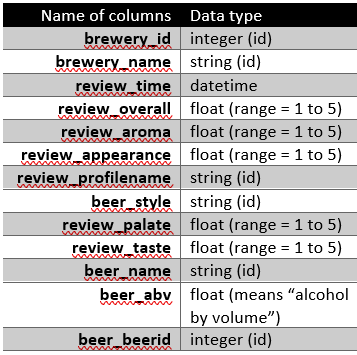 Name of columns Data type
brewery_id integer (id)
brewery_name string (id)
review_time datetime
review_overall float (range = 1 to 5)
review_aroma float (range = 1 to 5)
review_appearance float (range = 1 to 5)
review_profilename string (id)
beer_style string (id)
review_palate float (range = 1 to 5)
review_taste float (range = 1 to 5)
beer_name string (id)
beer_abv float (means “alcohol
by volume”)
beer_beerid integer (id)